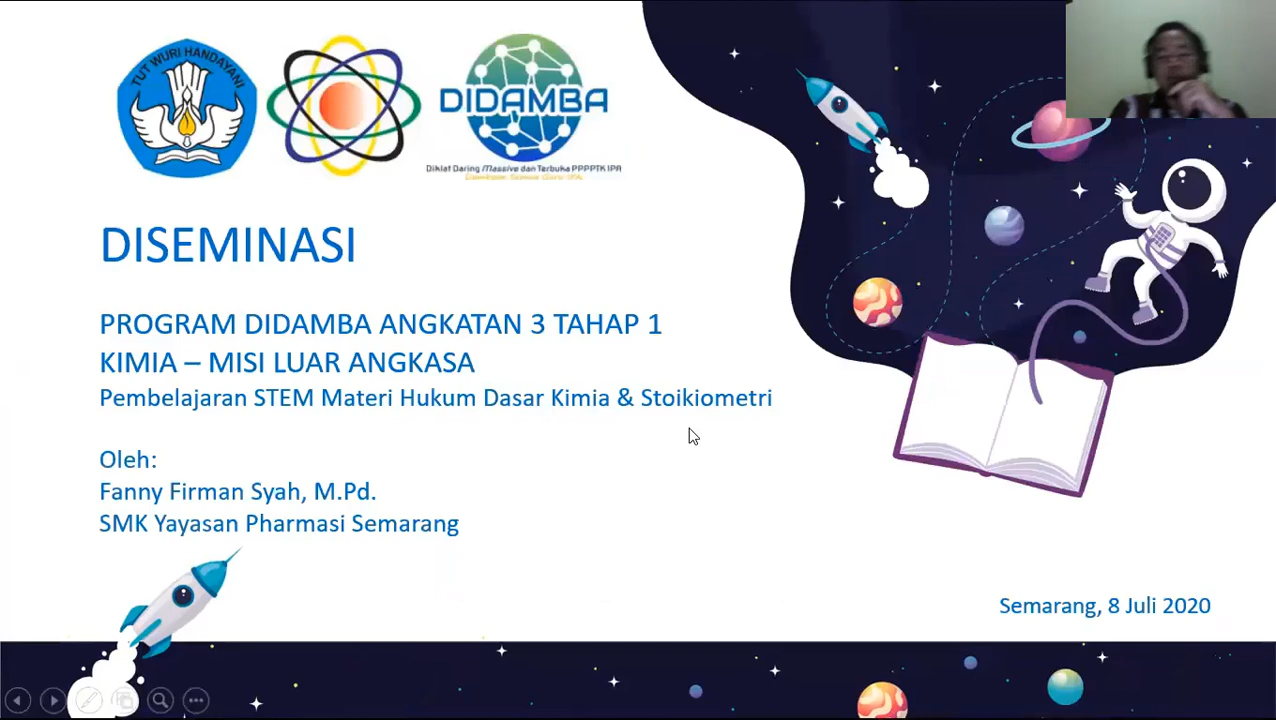 TUT WURI HANDAYANI
DIDAMBA
Diklat Daring Massive dan Terbuka PPPPTK IPA
DISEMINASI
PROGRAM DIDAMBA ANGKATAN 3 TAHAP 1
KIMIA – MISI LUAR ANGKASA
Pembelajaran STEM Materi Hukum Dasar Kimia & Stoikiometri
Oleh:
Fanny Firman Syah, M.Pd.
SMK Yayasan Pharmasi Semarang
Semarang, 8 Juli 2020